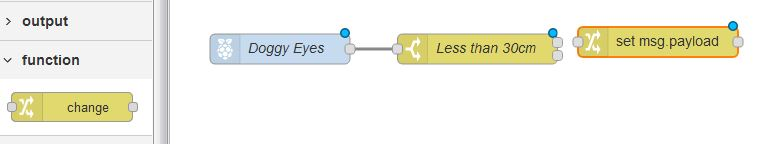 output
function
change
Doggy Eyes
Less than 30cm
set msg.payload